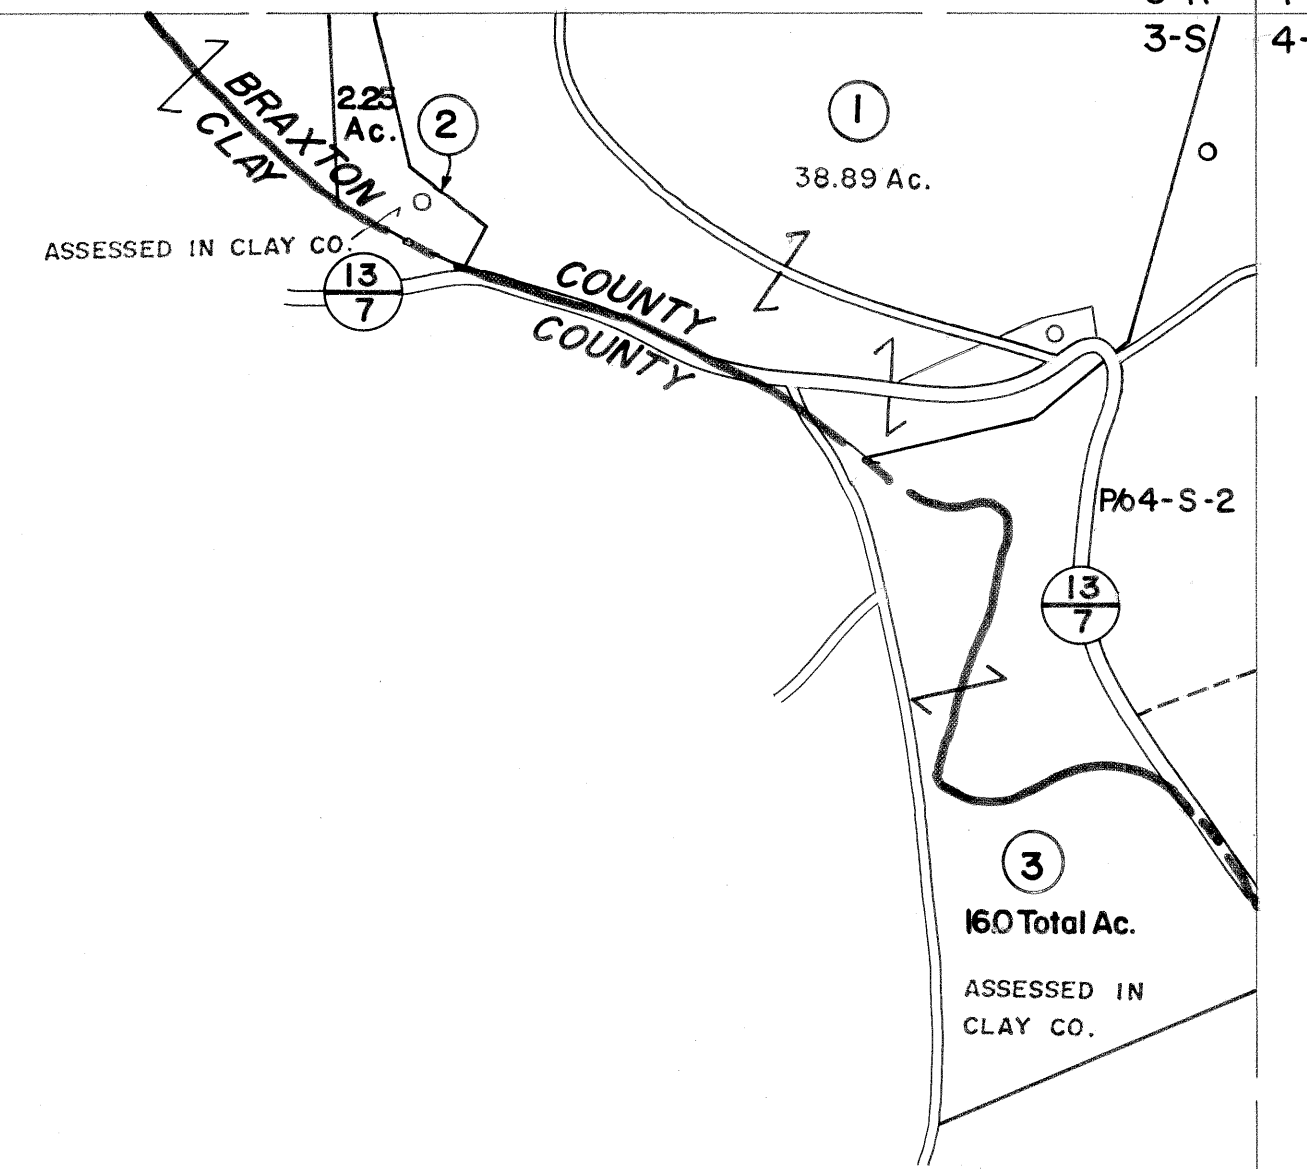 3-S
4-
BRAXTON
CLAY
2.25
Ac.
2
1
38.89 Ac.
ASSESSED IN CLAY CO.
13
7
COUNTY
COUNTY
P/o 4-S-2
13
7
3
16.0 Total Ac.
ASSESSED IN
CLAY CO.